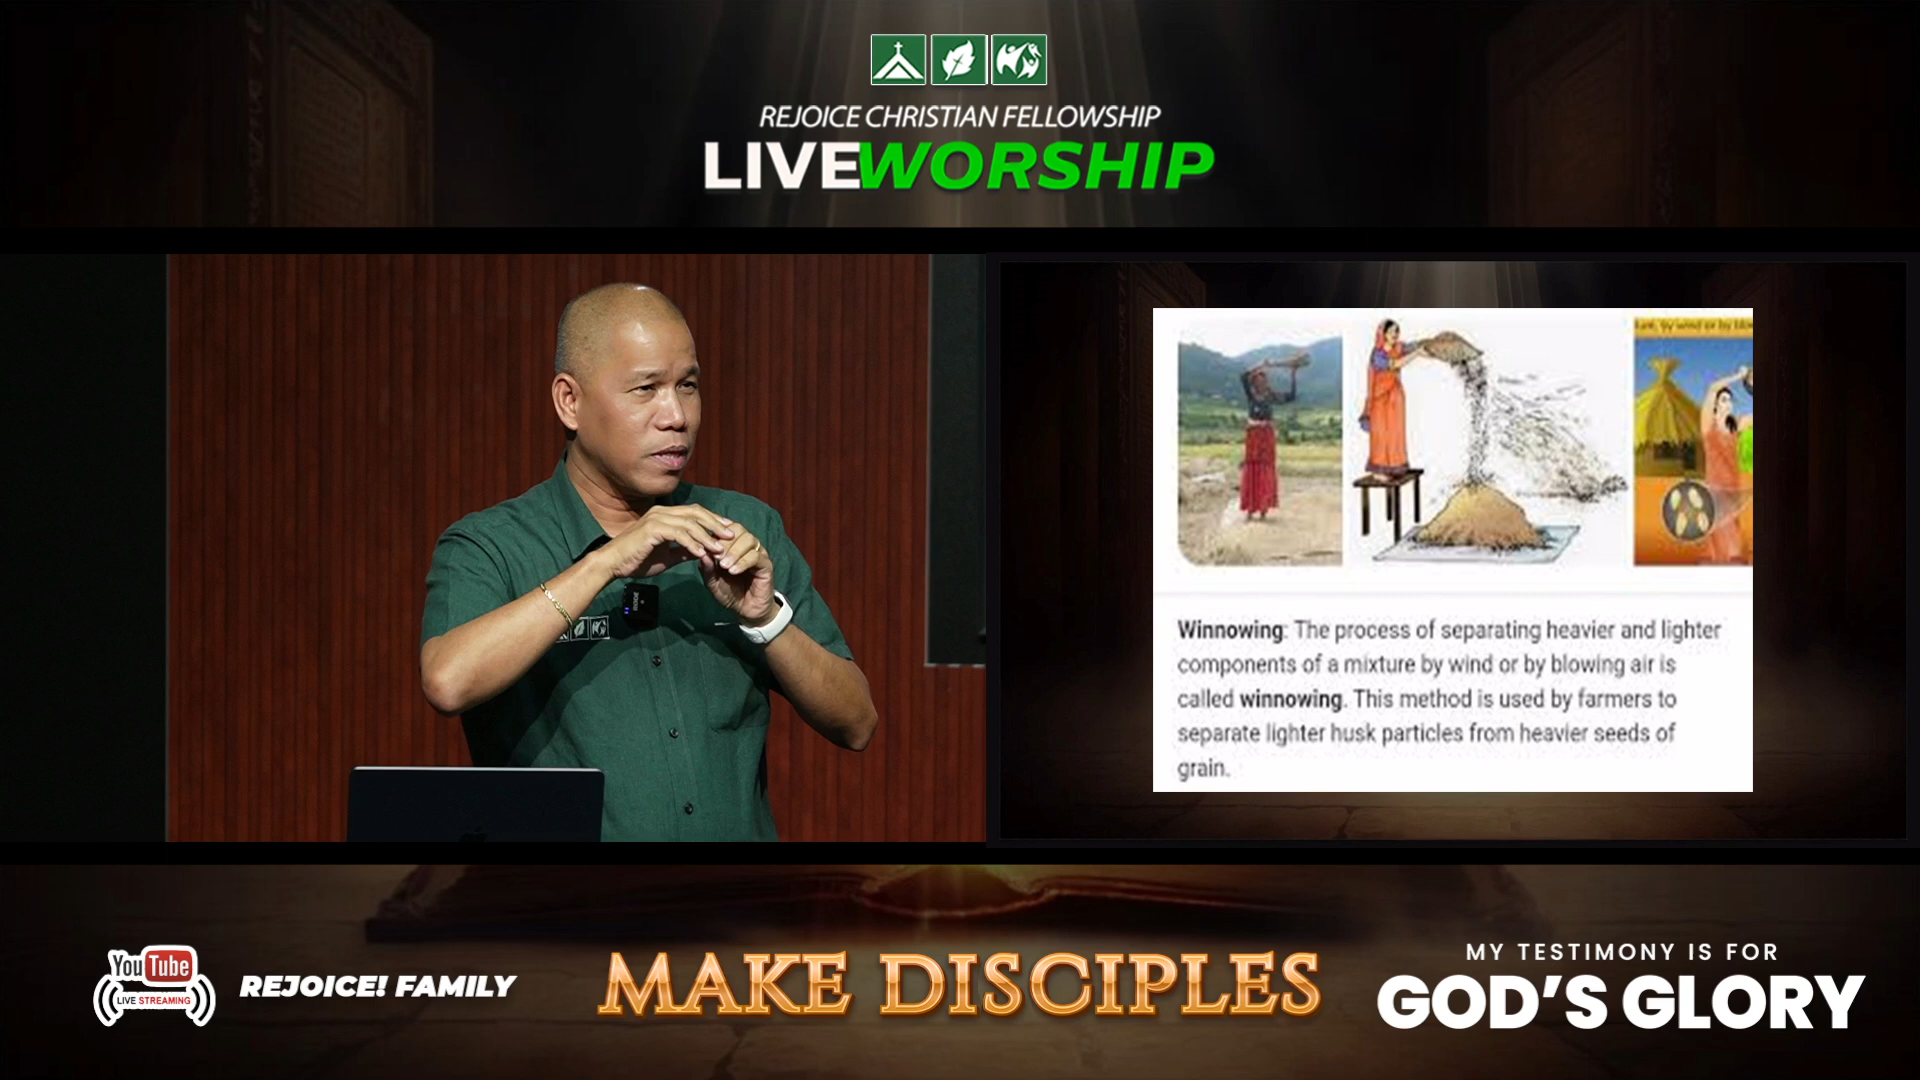 REJOICE CHRISTIAN FELLOWSHIP
LIVEWORSHIP
Winnowing: The process of separating heavier and lighter
components of a mixture by wind or by blowing air is
called winnowing. This method is used by farmers to
separate lighter husk particles from heavier seeds of
grain.
YouTube
LIVE STREAMING
REJOICE! FAMILY
MAKE DISCIPLES
MY TESTIMONY IS FOR
GOD'S GLORY